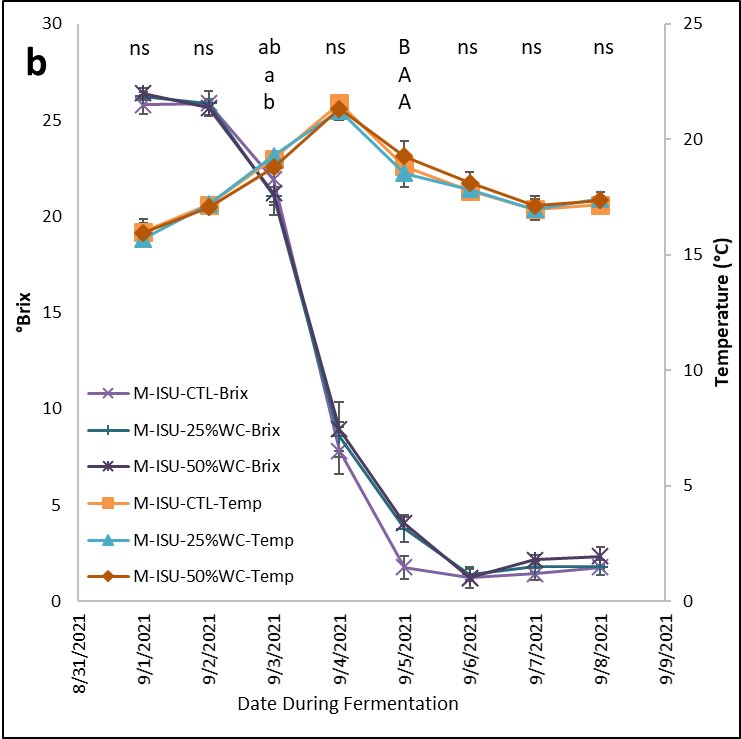 b
ns ns ab ns B ns ns ns
a A
b A
30
25
20
15
10
5
0
°Brix
25
20
15
10
5
0
Temperature (°C)
M-ISU-CTL-Brix
M-ISU-25%WC-Brix
M-ISU-50%WC-Brix
M-ISU-CTL-Temp
M-ISU-25%WC-Temp
M-ISU-50%WC-Temp
8/31/2021
9/1/2021
9/2/2021
9/3/2021
9/4/2021
9/5/2021
9/6/2021
9/7/2021
9/8/2021
9/9/2021
Date During Fermentation